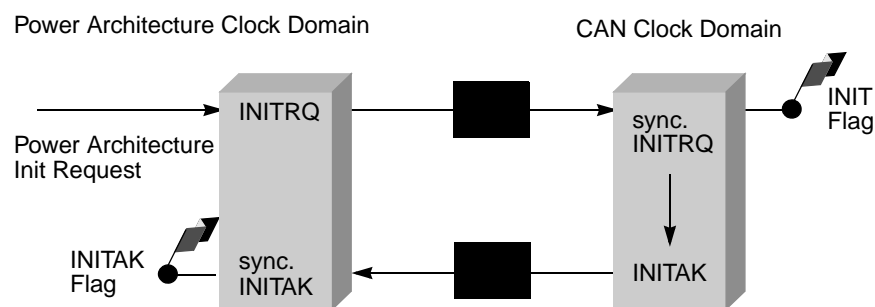 Power Architecture Clock Domain
CAN Clock Domain
INITRQ
INIT
Flag
sync.
INITRQ
Power Architecture
Init Request
INITAK
Flag
sync.
INITAK
INITAK